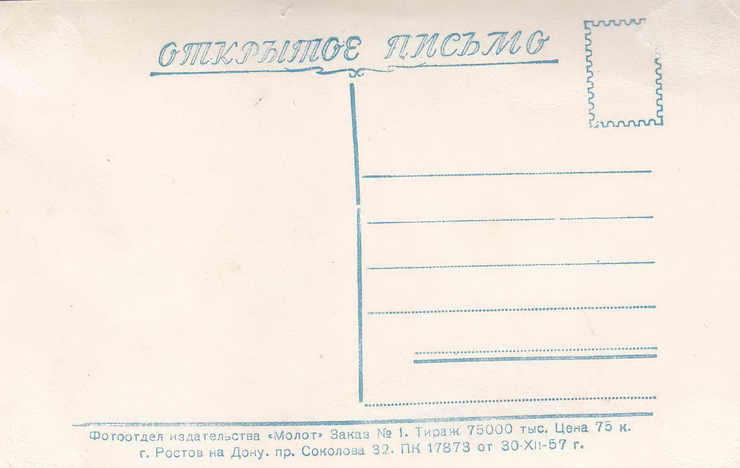 ОТКРЫТОЕ ПИСЬМО
Фотоотдел издательства «Молот» Заказ № 1. Тираж 75000 тыс. Цена 75 к.
г. Ростов на Дону. пр. Соколова 32. ПК 17873 от 30-XII-57 г.